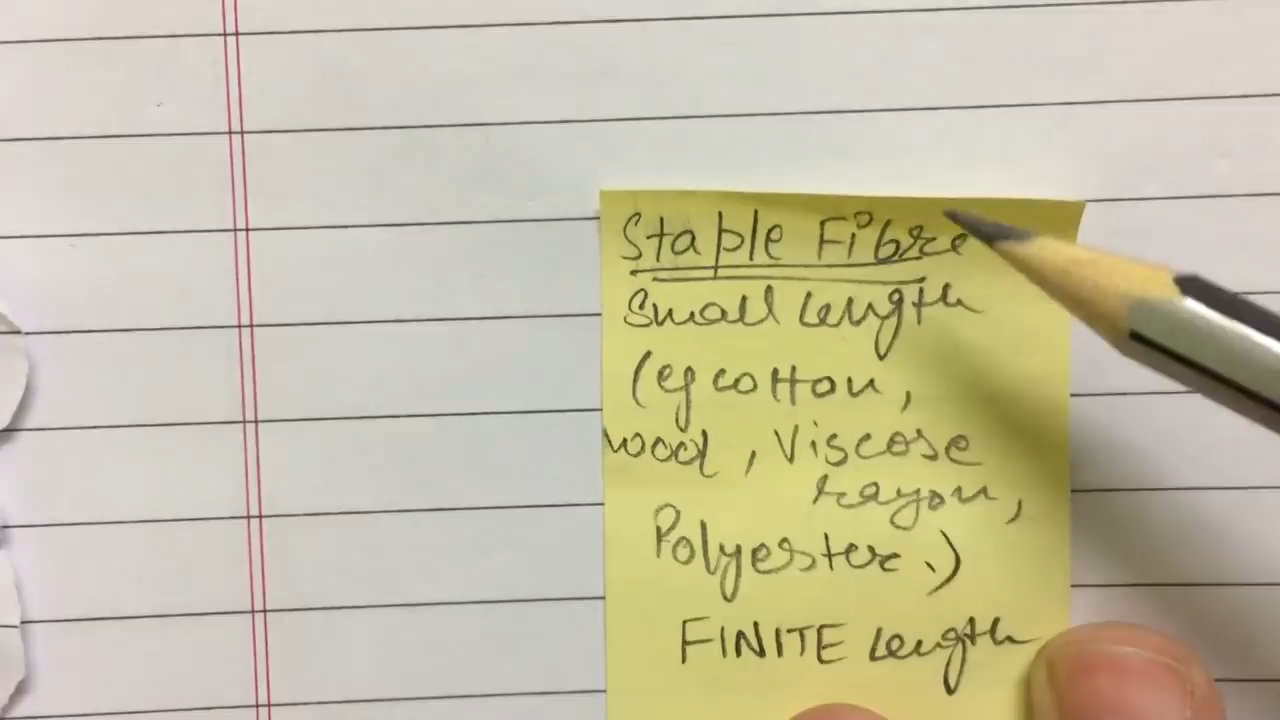 Staple Fibre
Small length
(eg cotton,
wool, Viscose
rayon,
Polyester.)
FINITE length